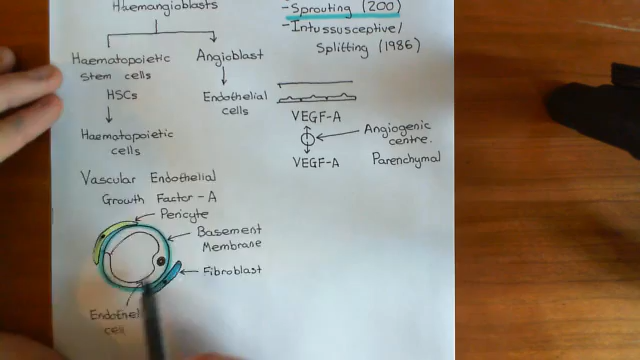 Haemangioblasts
Haematopoietic
Stem cells
HSCs
Haematopoietic
cells
Angioblast
Endothelial
cells
-Sprouting (200)
-Intussusceptive/
Splitting (1986)
VEGF-A
VEGF-A
Angiogenic
centre.
Parenchymal
Vascular Endothelial
Growth Factor-A
Pericyte
Basement
Membrane
Fibroblast
cell